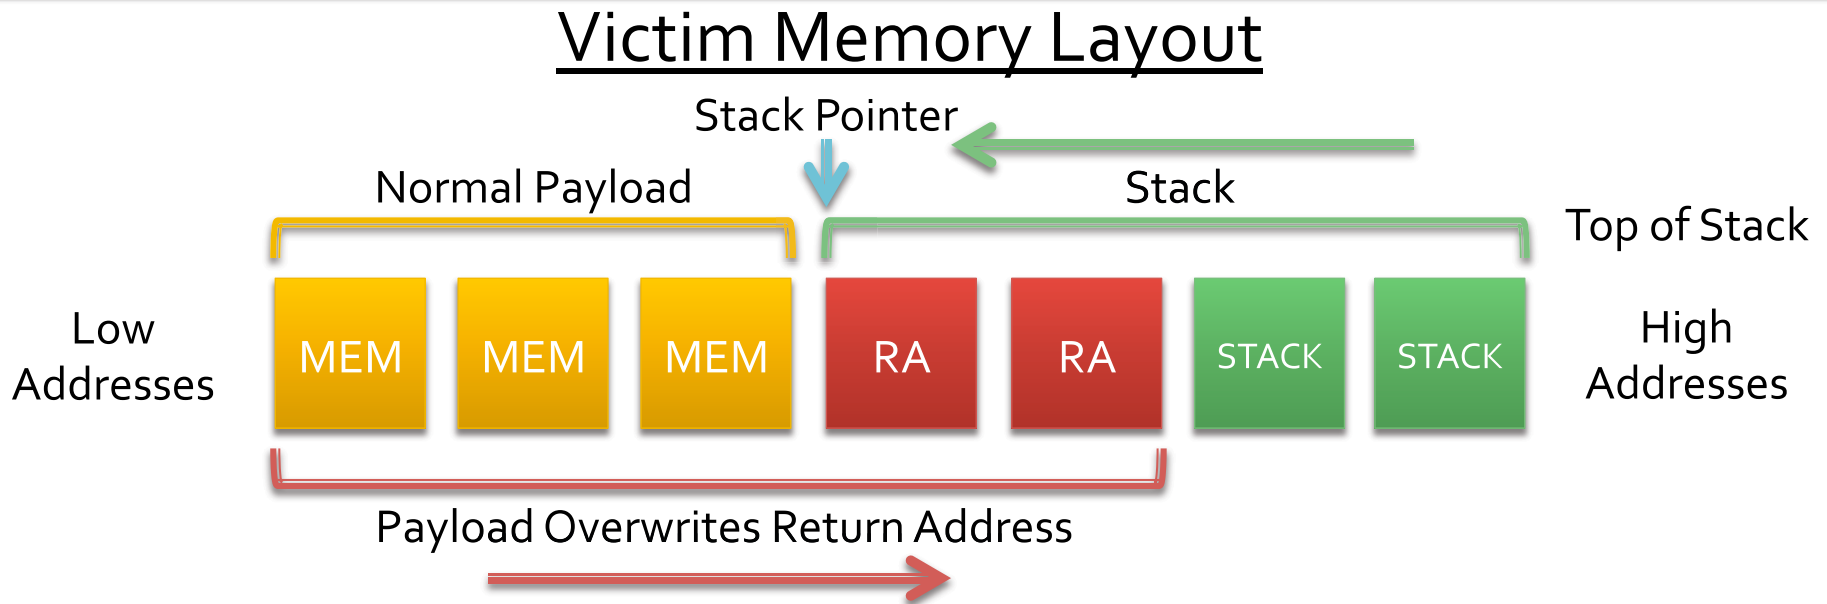 Victim Memory Layout
Stack Pointer
Normal Payload
Stack
Top of Stack
Low
Addresses
MEM MEM MEM RA RA STACK STACK
High
Addresses
Payload Overwrites Return Address